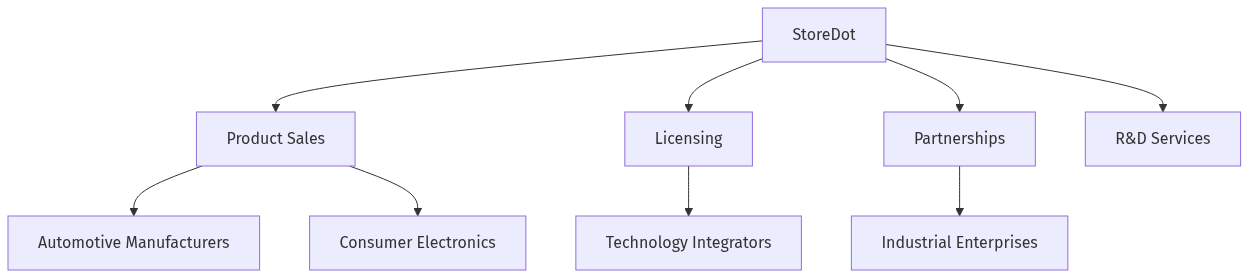 StoreDot
Product Sales
Licensing
Partnerships
R&D Services
Automotive Manufacturers
Consumer Electronics
Technology Integrators
Industrial Enterprises